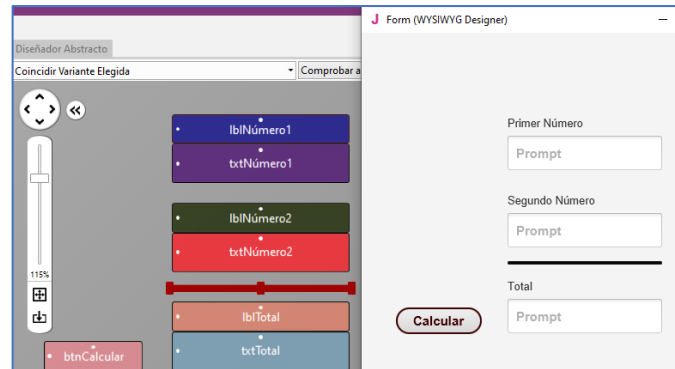 J Form (WYSIWYG Designer)
Diseñador Abstracto
Coincidir Variante Elegida
Comprobar a
lblNúmero1
txtNúmero1
lblNúmero2
txtNúmero2
115%
lblTotal
txtTotal
btnCalcular
Primer Número
Prompt
Segundo Número
Prompt
Total
Calcular
Prompt